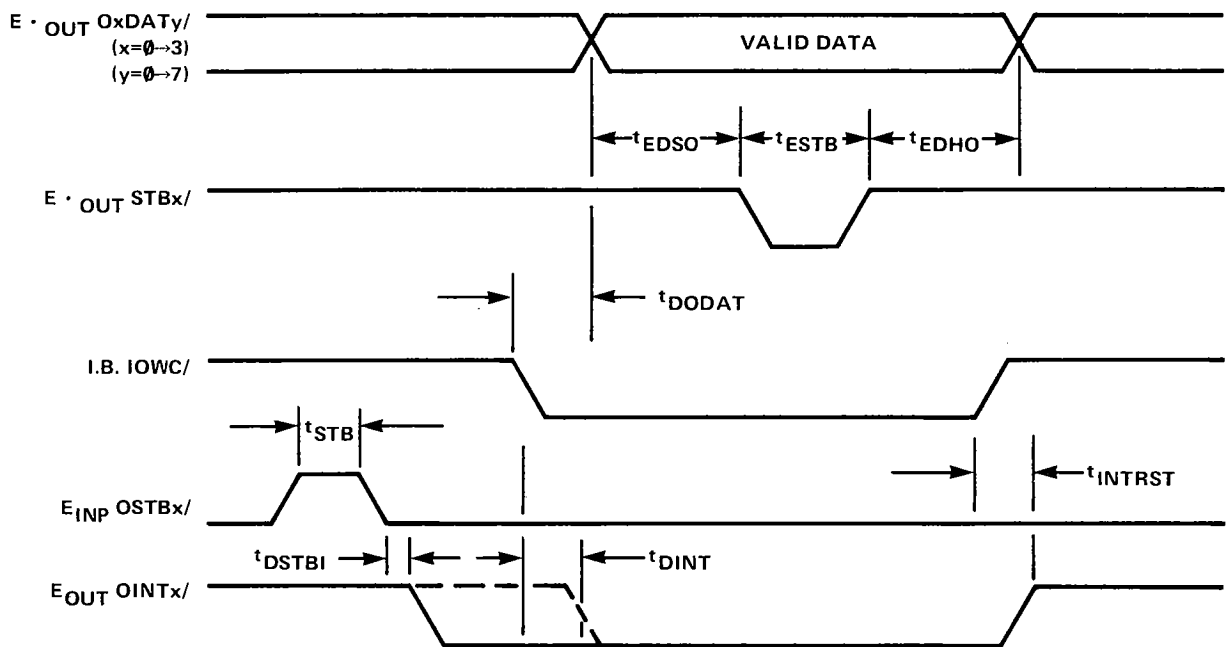 E · OUT OxDATy/
(x=0→3)
(y=0→7)
VALID DATA
tEDSO
tESTB
tEDHO
E · OUT STBx/
tDODAT
I.B. IOWC/
tSTB
tINTRST
EINP OSTBx/
tDSTBI
tDINT
EOUT OINTx/